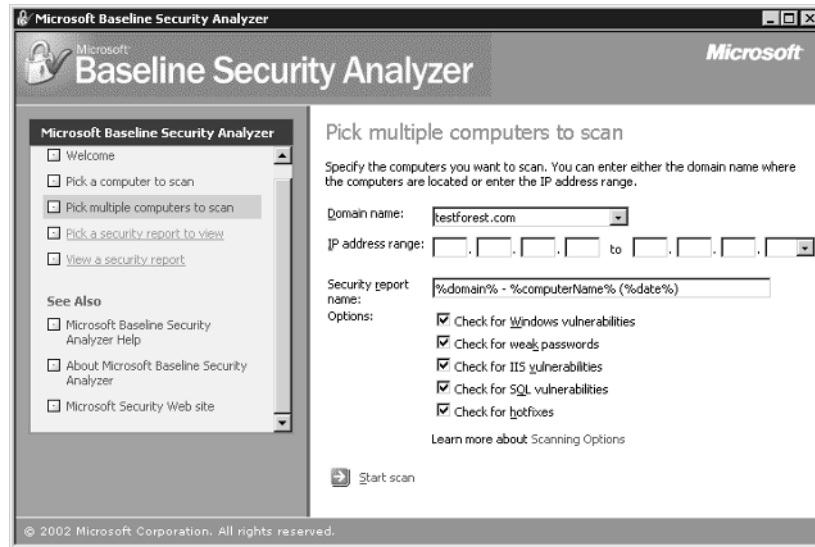 Microsoft Baseline Security Analyzer
Microsoft
Baseline Security Analyzer
Microsoft
Microsoft Baseline Security Analyzer
Welcome
Pick a computer to scan
Pick multiple computers to scan
Pick a security report to view
View a security report
See Also
Microsoft Baseline Security
Analyzer Help
About Microsoft Baseline Security
Analyzer
Microsoft Security Web site
Pick multiple computers to scan
Specify the computers you want to scan. You can enter either the domain name where
the computers are located or enter the IP address range.
Domain name: testforest.com
IP address range: . . . to . . .
Security report
name: %domain% - %computerName% (%date%)
Options:
Check for Windows vulnerabilities
Check for weak passwords
Check for IIS vulnerabilities
Check for SQL vulnerabilities
Check for hotfixes
Learn more about Scanning Options
Start scan
© 2002 Microsoft Corporation. All rights reserved.